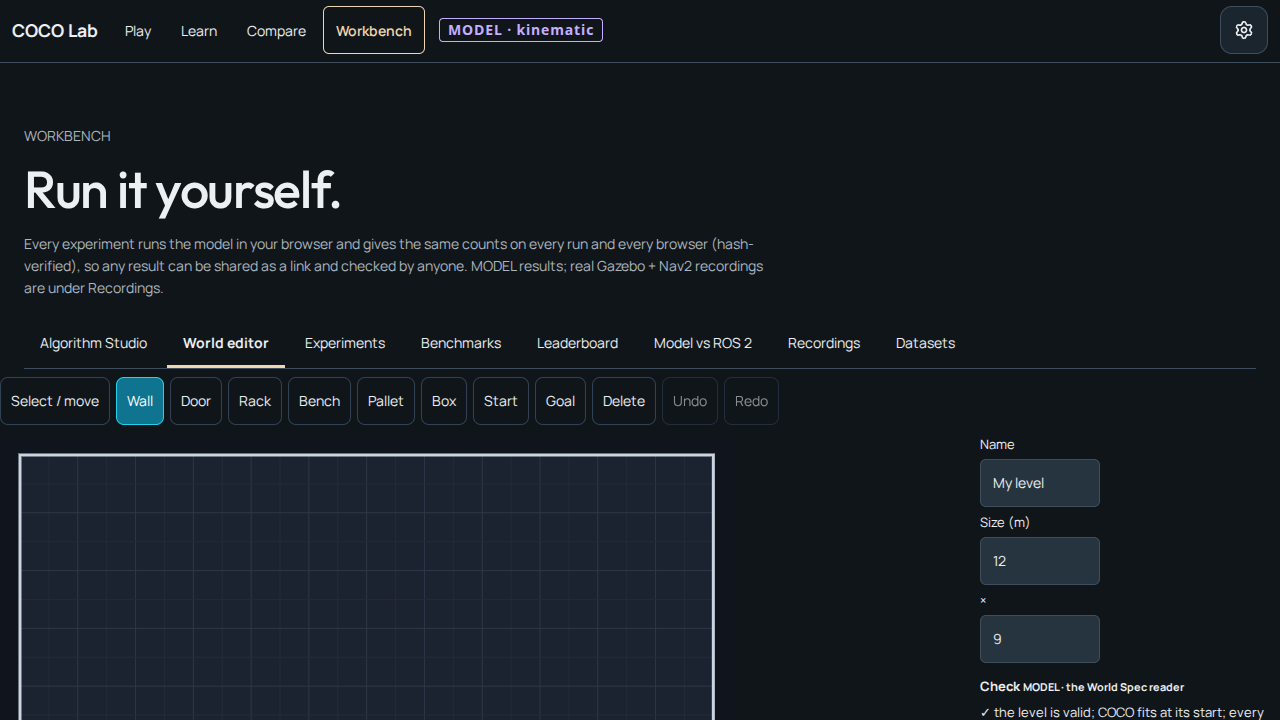 COCO Lab Play Learn Compare Workbench MODEL · kinematic
WORKBENCH
Run it yourself.
Every experiment runs the model in your browser and gives the same counts on every run and every browser (hash-
verified), so any result can be shared as a link and checked by anyone. MODEL results; real Gazebo + Nav2 recordings
are under Recordings.
Algorithm Studio World editor Experiments Benchmarks Leaderboard Model vs ROS 2 Recordings Datasets
Select / move Wall Door Rack Bench Pallet Box Start Goal Delete Undo Redo
Name
My level
Size (m)
12
×
9
Check MODEL · the World Spec reader
✓ the level is valid; COCO fits at its start; every